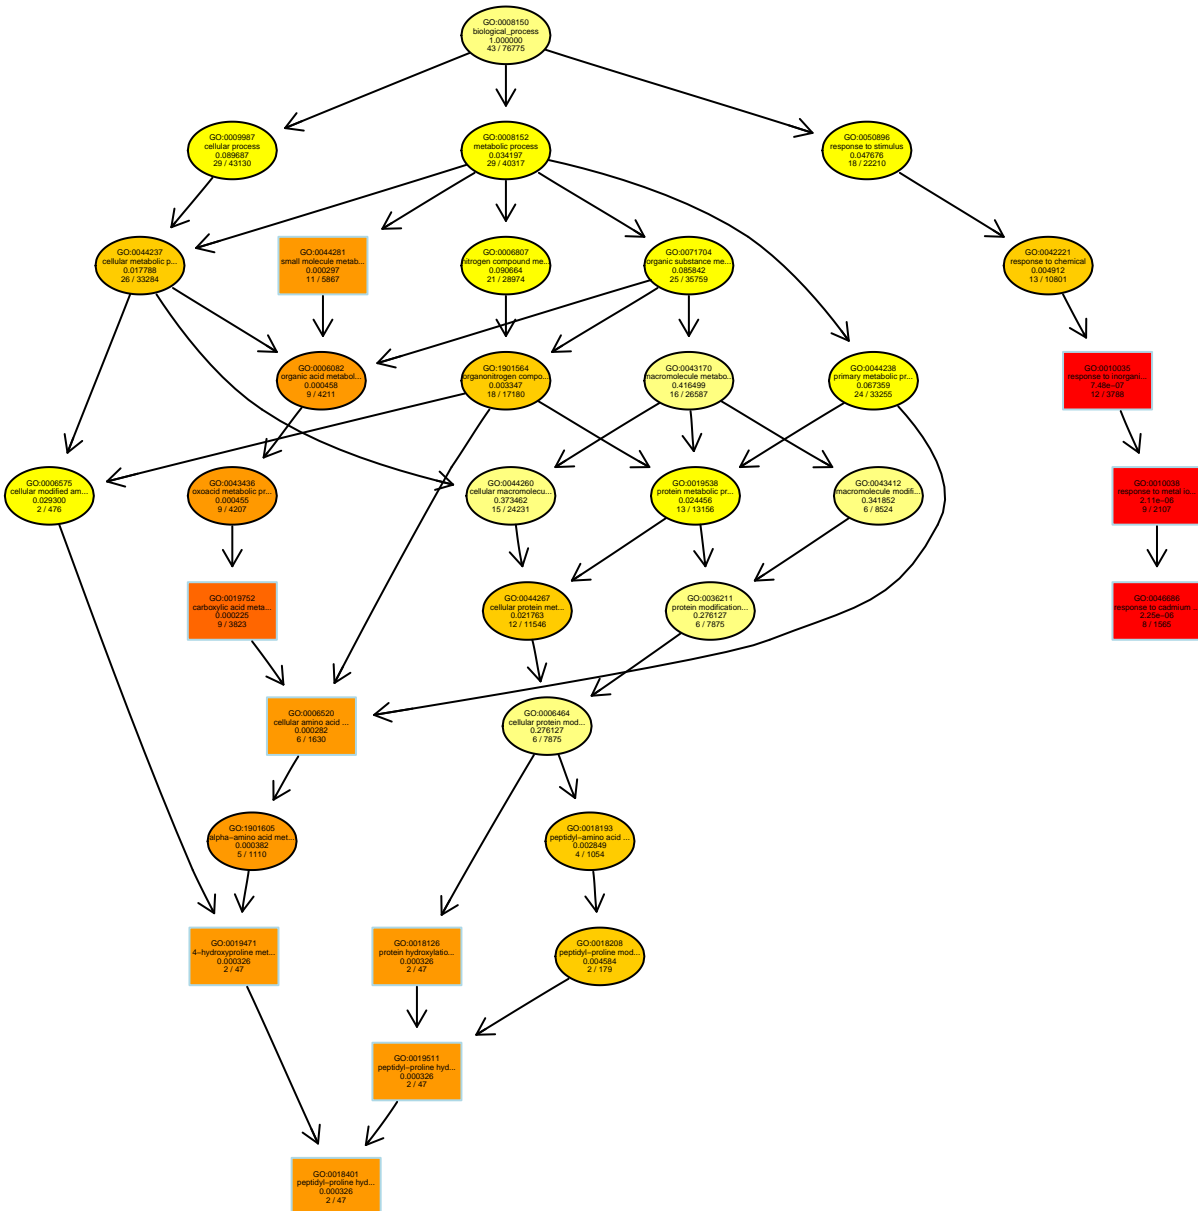 GO:0008150
biological_process
1.000000
43 / 76775
GO:0009987
cellular process
0.089687
29 / 43130
GO:0008152
metabolic process
0.034197
29 / 40317
GO:0050896
response to stimulus
0.047676
18 / 22210
GO:0044237
cellular metabolic p...
0.017788
26 / 33284
GO:0044281
small molecule metab...
0.000297
11 / 5867
GO:0006807
nitrogen compound me...
0.090664
21 / 28974
GO:0071704
organic substance me...
0.085842
25 / 35759
GO:0042221
response to chemical
0.004912
13 / 10801
GO:0006082
organic acid metabol...
0.000458
9 / 4211
GO:1901564
organonitrogen compo...
0.003347
18 / 17180
GO:0043170
macromolecule metabo...
0.416499
16 / 26587
GO:0044238
primary metabolic pr...
0.067359
24 / 33255
GO:0010035
response to inorgani...
7.48e-07
12 / 3788
GO:0006575
cellular modified am...
0.029300
2 / 476
GO:0043436
oxoacid metabolic pr...
0.000455
9 / 4207
GO:0044260
cellular macromolecu...
0.373462
15 / 24231
GO:0019538
protein metabolic pr...
0.024456
13 / 13156
GO:0043412
macromolecule modifi...
0.341852
6 / 8524
GO:0010038
response to metal io...
2.11e-06
9 / 2107
GO:0019752
carboxylic acid meta...
0.000225
9 / 3823
GO:0044267
cellular protein met...
0.021763
12 / 11546
GO:0036211
protein modification...
0.276127
6 / 7875
GO:0046686
response to cadmium...
2.25e-06
8 / 1565
GO:0006520
cellular amino acid ...
0.000282
6 / 1630
GO:0006464
cellular protein mod...
0.276127
6 / 7875
GO:1901605
alpha-amino acid met...
0.000382
5 / 1110
GO:0018193
peptidyl-amino acid ...
0.002849
4 / 1054
GO:0019471
4-hydroxyproline met...
0.000326
2 / 47
GO:0018126
protein hydroxylatio...
0.000326
2 / 47
GO:0018208
peptidyl-proline mod...
0.004584
2 / 179
GO:0019511
peptidyl-proline hyd...
0.000326
2 / 47
GO:0018401
peptidyl-proline hyd...
0.000326
2 / 47